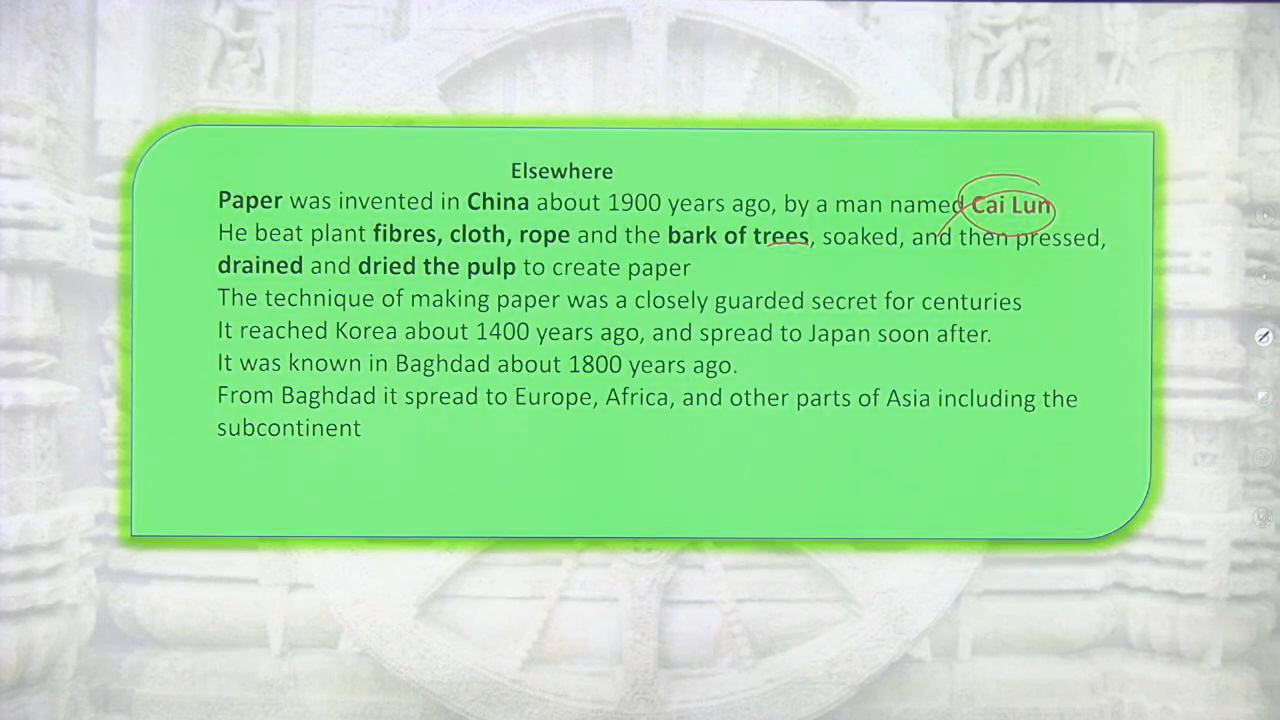 Elsewhere
Paper was invented in China about 1900 years ago, by a man named Cai Lun
He beat plant fibres, cloth, rope and the bark of trees, soaked, and then pressed,
drained and dried the pulp to create paper
The technique of making paper was a closely guarded secret for centuries
It reached Korea about 1400 years ago, and spread to Japan soon after.
It was known in Baghdad about 1800 years ago.
From Baghdad it spread to Europe, Africa, and other parts of Asia including the
subcontinent